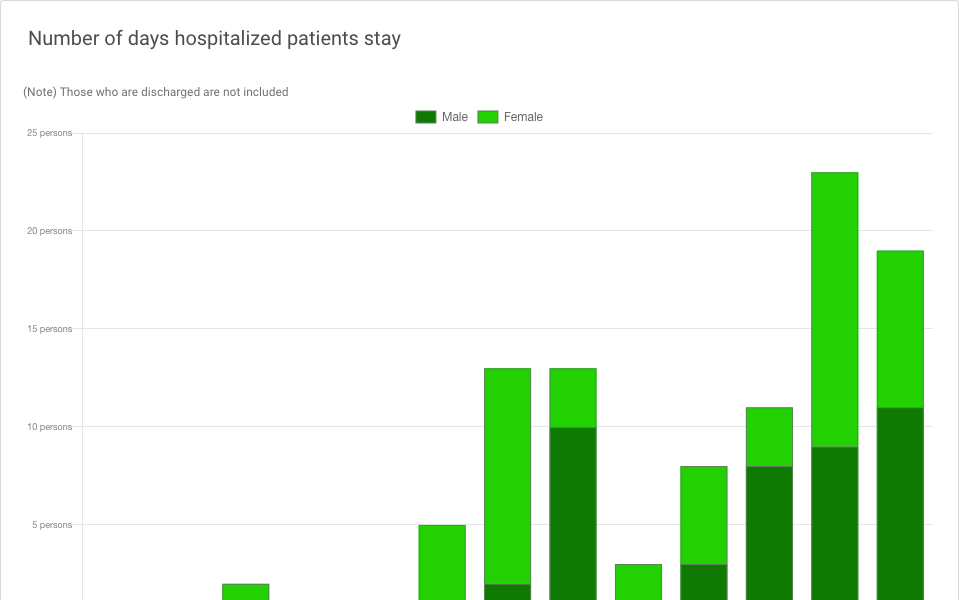 Number of days hospitalized patients stay
(Note) Those who are discharged are not included
Male Female
25 persons
20 persons
15 persons
10 persons
5 persons